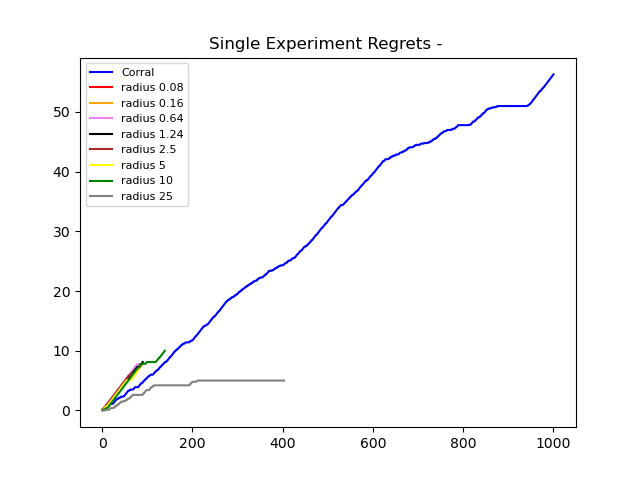 Single Experiment Regrets -
Corral
radius 0.08
radius 0.16
radius 0.64
radius 1.24
radius 2.5
radius 5
radius 10
radius 25
50
40
30
20
10
0
0 200 400 600 800 1000